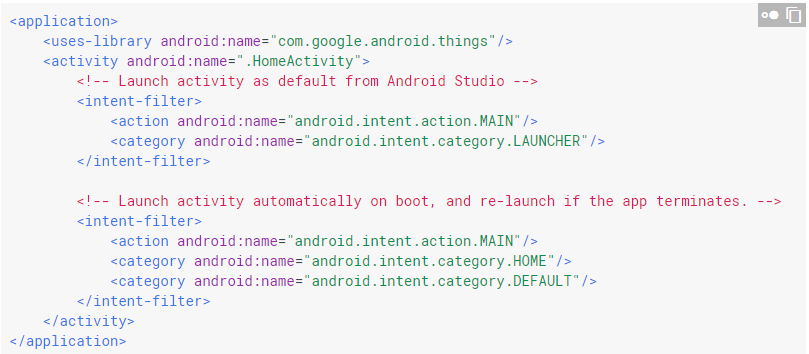 <application>
    <uses-library android:name="com.google.android.things"/>
    <activity android:name=".HomeActivity">
        <!-- Launch activity as default from Android Studio -->
        <intent-filter>
            <action android:name="android.intent.action.MAIN"/>
            <category android:name="android.intent.category.LAUNCHER"/>
        </intent-filter>

        <!-- Launch activity automatically on boot, and re-launch if the app terminates. -->
        <intent-filter>
            <action android:name="android.intent.action.MAIN"/>
            <category android:name="android.intent.category.HOME"/>
            <category android:name="android.intent.category.DEFAULT"/>
        </intent-filter>
    </activity>
</application>